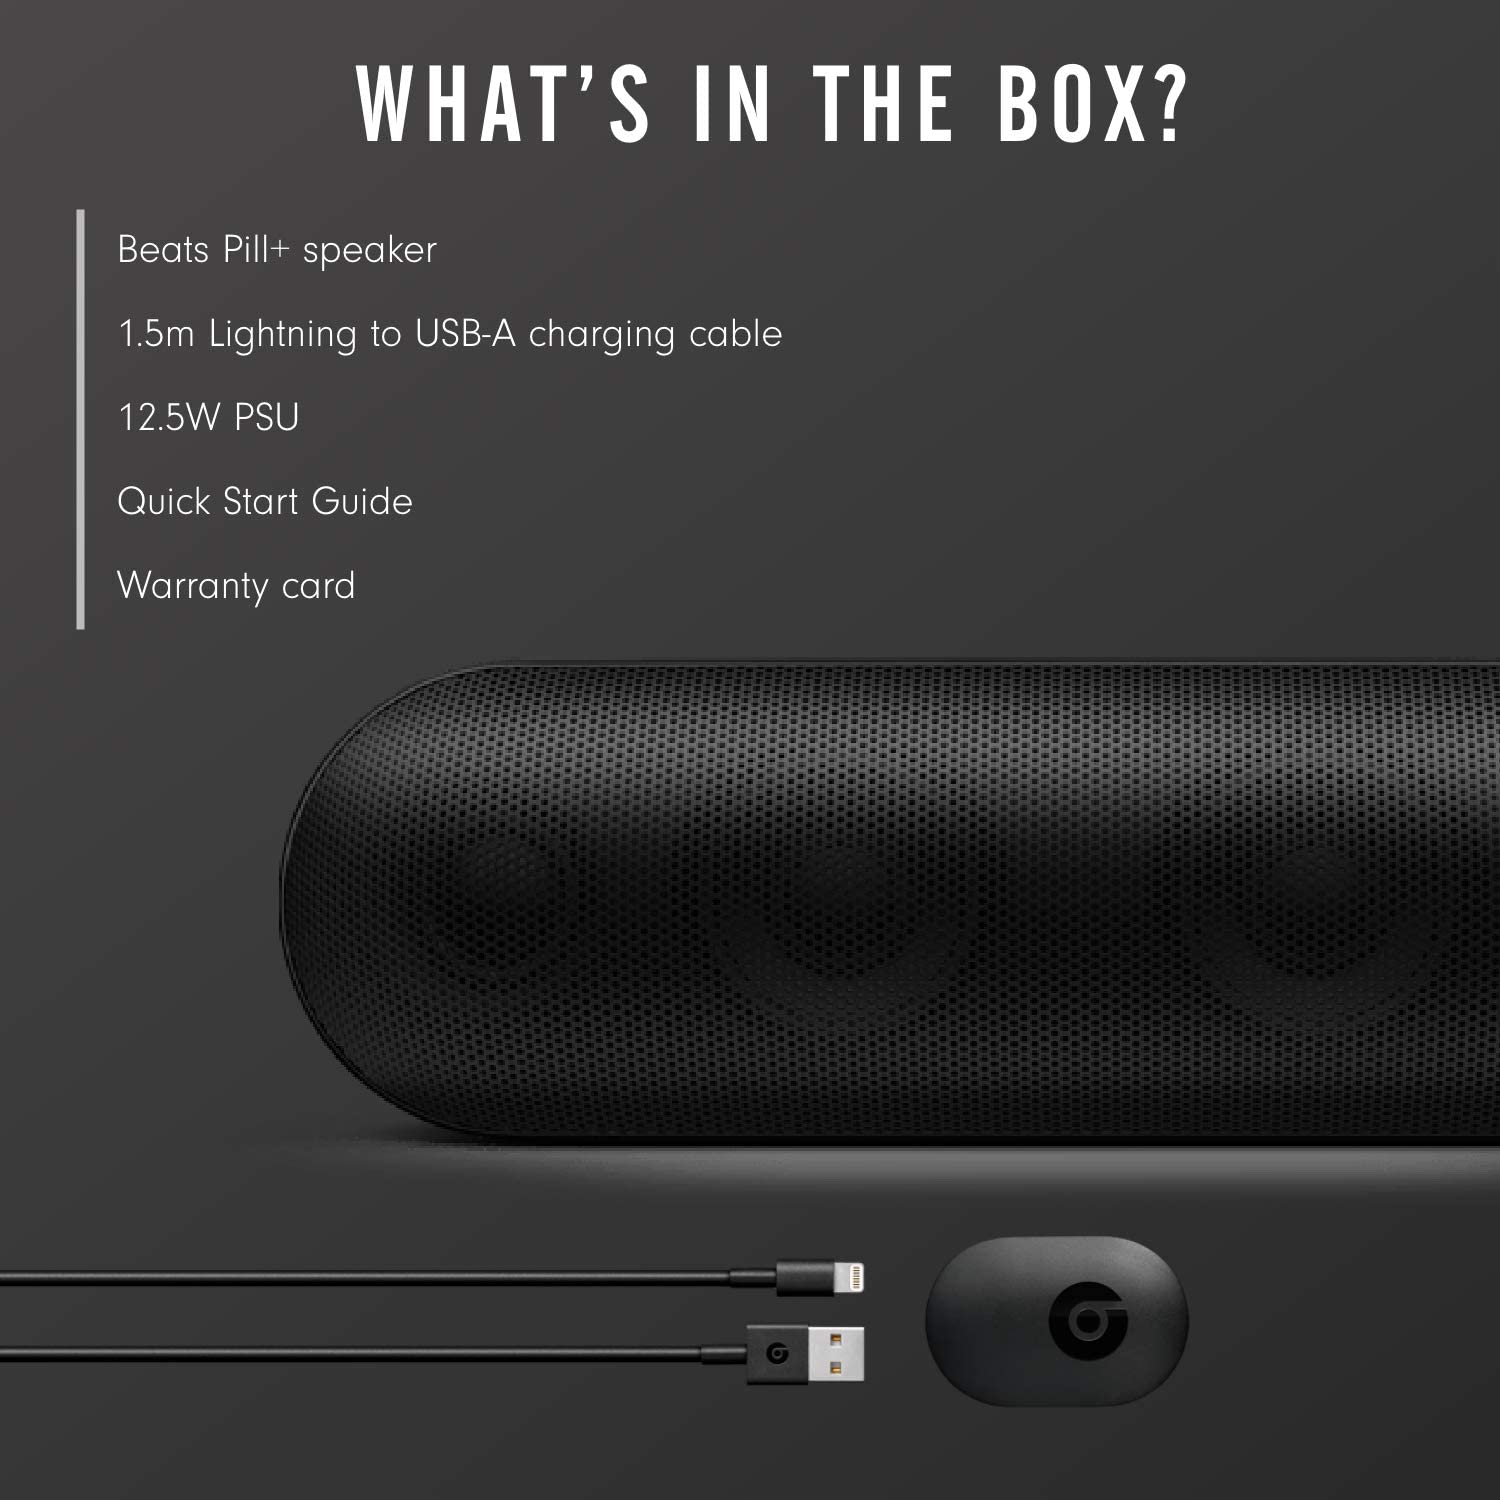 WHAT'S IN THE BOX?
Beats Pill+ speaker
1.5m Lightning to USB-A charging cable
12.5W PSU
Quick Start Guide
Warranty card